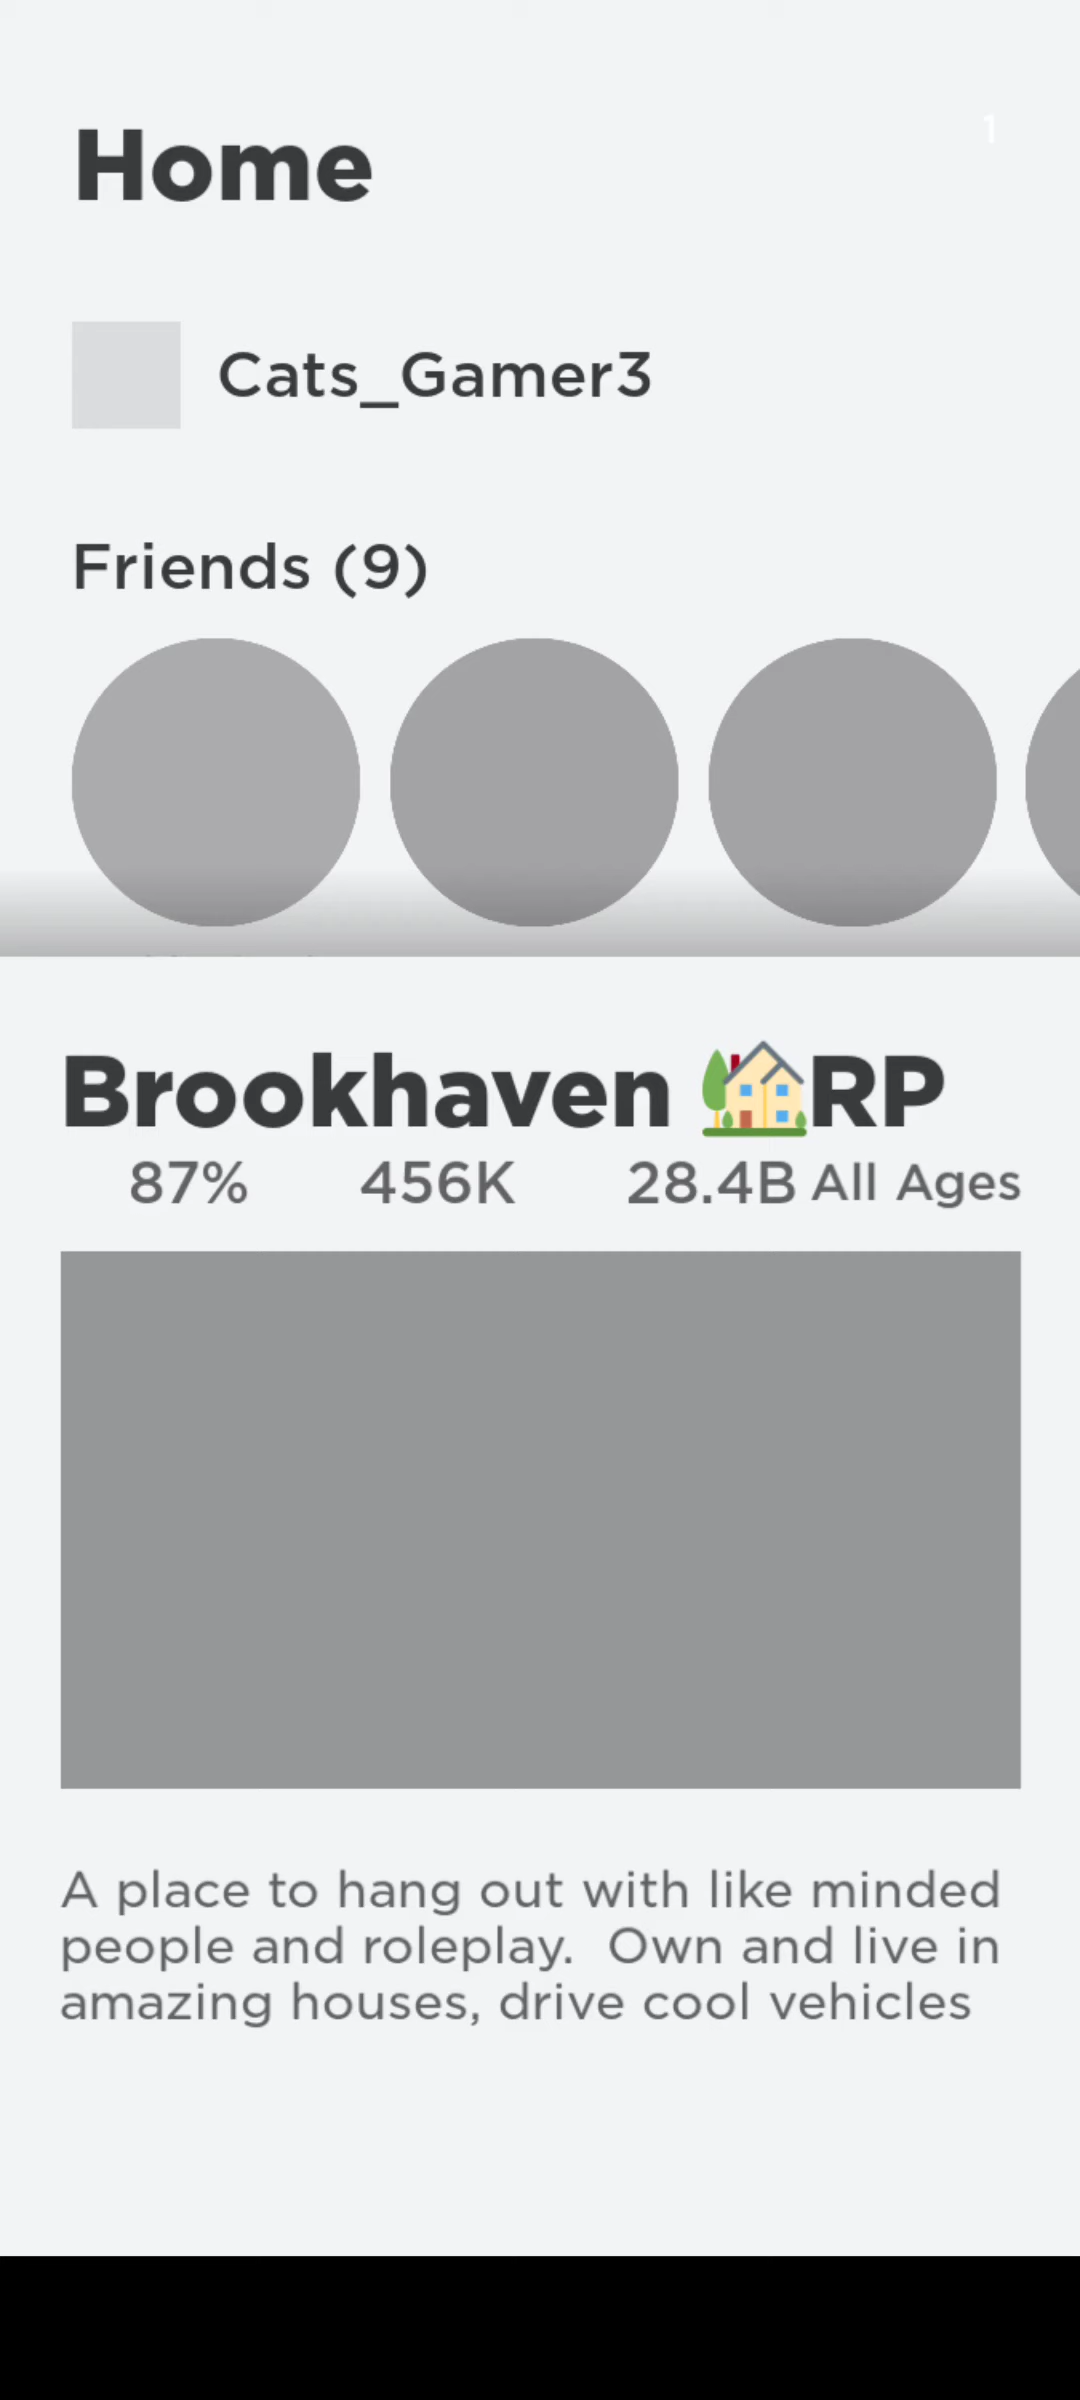 1
Home
Cats_Gamer3
Friends (9)
Brookhaven 🏡RP
87% 456K 28.4B All Ages
A place to hang out with like minded
people and roleplay.  Own and live in
amazing houses, drive cool vehicles